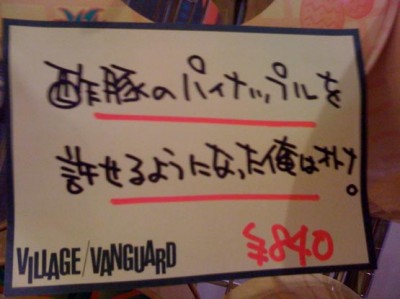 酢豚のパイナップルを
許せるようになった俺はオトナ。
VILLAGE/VANGUARD
¥840